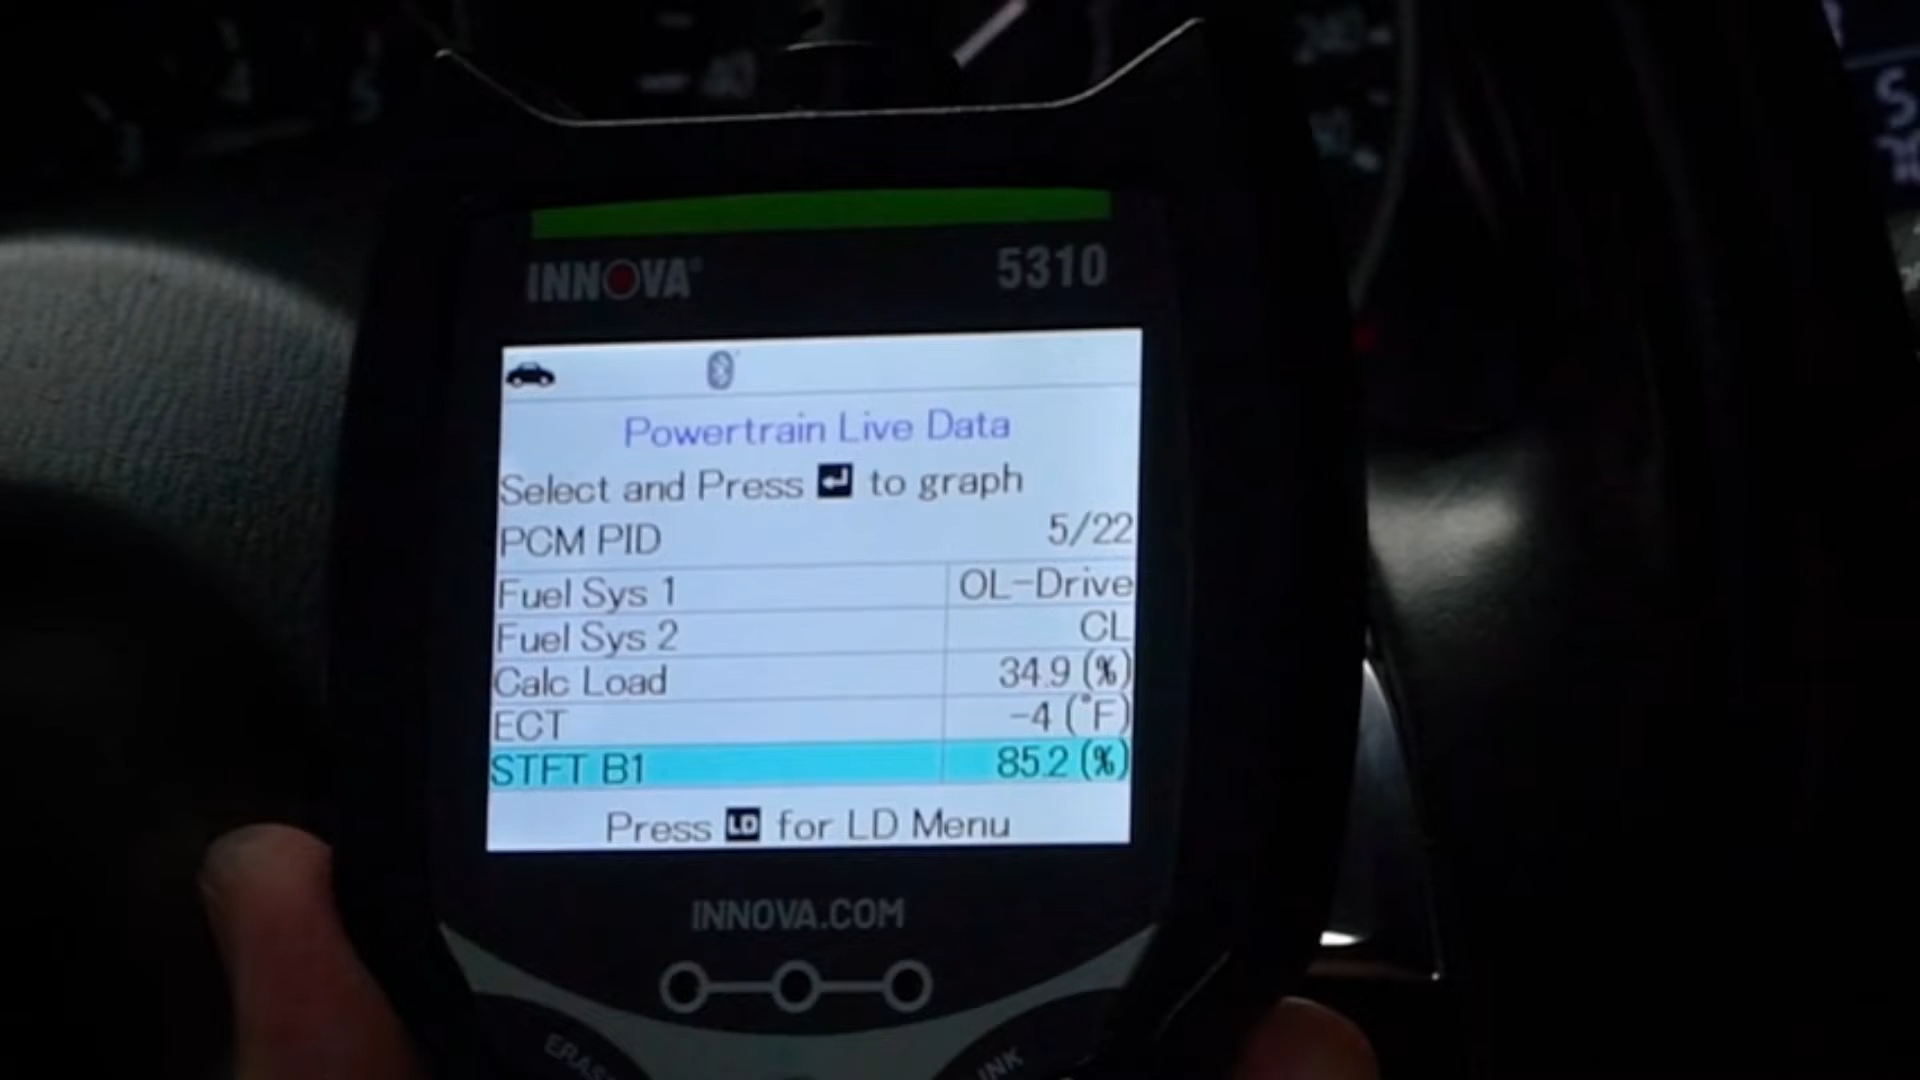 40
INNOVA 5310
Powertrain Live Data
Select and Press to graph
PCM PID 5/22
Fuel Sys 1 OL-Drive
Fuel Sys 2 CL
Calc Load 34.9 (%)
ECT -4 (°F)
STFT B1 85.2 (%)
Press LD for LD Menu
INNOVA.COM